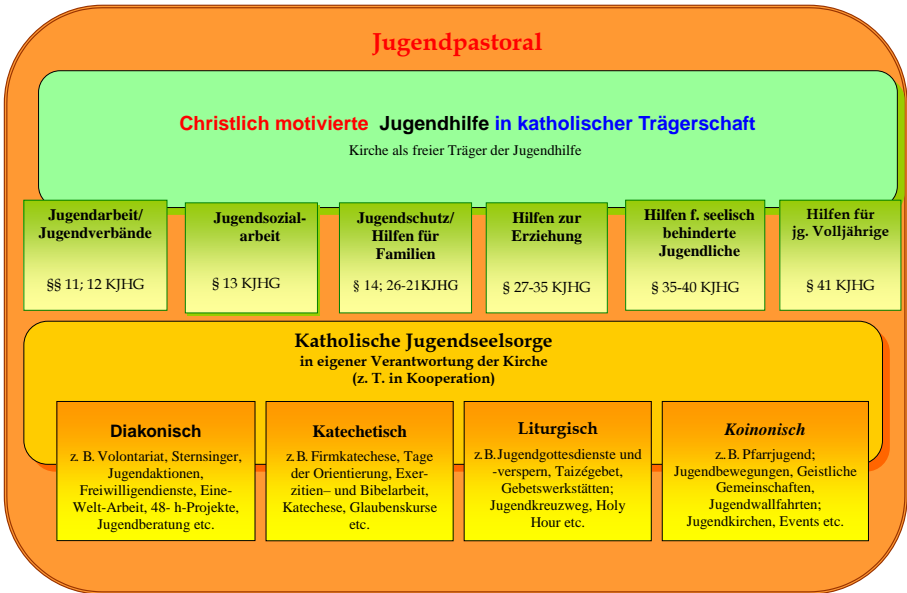 Jugendpastoral
Christlich motivierte Jugendhilfe in katholischer Trägerschaft
Kirche als freier Träger der Jugendhilfe
Jugendarbeit/
Jugendverbände
§§ 11; 12 KJHG
Jugendsozial-
arbeit
§ 13 KJHG
Jugendschutz/
Hilfen für
Familien
§ 14; 26-21KJHG
Hilfen zur
Erziehung
§ 27-35 KJHG
Hilfen f. seelisch
behinderte
Jugendliche
§ 35-40 KJHG
Hilfen für
jg. Volljährige
§ 41 KJHG
Katholische Jugendseelsorge
in eigener Verantwortung der Kirche
(z. T. in Kooperation)
Diakonisch
z. B. Volontariat, Sternsinger,
Jugendaktionen,
Freiwilligendienste, Eine-
Welt-Arbeit, 48- h-Projekte,
Jugendberatung etc.
Katechetisch
z.B. Firmkatechese, Tage
der Orientierung, Exer-
zitien– und Bibelarbeit,
Katechese, Glaubenskurse
etc.
Liturgisch
z.B.Jugendgottesdienste und
-verspern, Taizégebet,
Gebetswerkstätten;
Jugendkreuzweg, Holy
Hour etc.
Koinonisch
z..B. Pfarrjugend;
Jugendbewegungen, Geistliche
Gemeinschaften,
Jugendwallfahrten;
Jugendkirchen, Events etc.